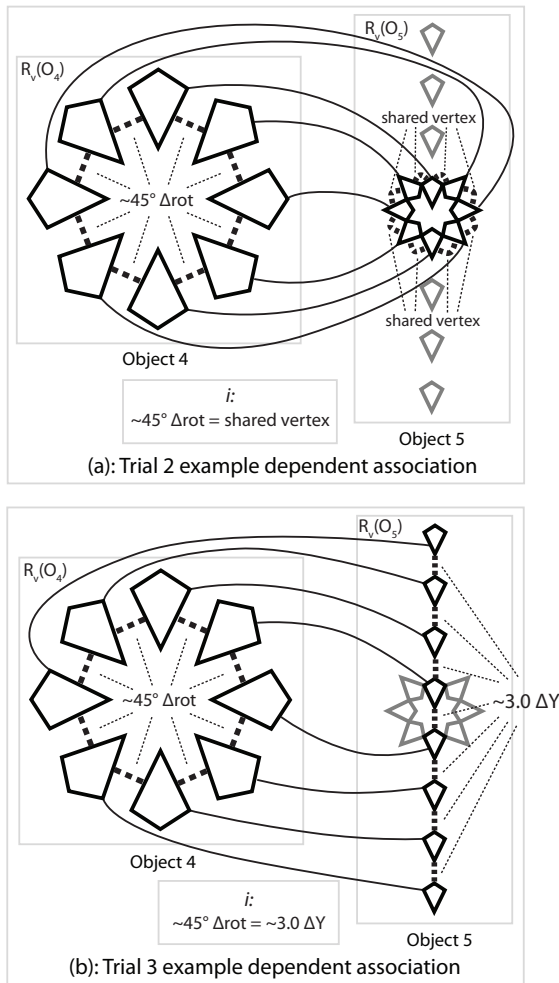 R_v(O_4)
R_v(O_5)
shared vertex
~45° Δrot
shared vertex
Object 4
i:
~45° Δrot = shared vertex
Object 5
(a): Trial 2 example dependent association
R_v(O_4)
R_v(O_5)
~45° Δrot
~3.0 ΔY
Object 4
i:
~45° Δrot = ~3.0 ΔY
Object 5
(b): Trial 3 example dependent association